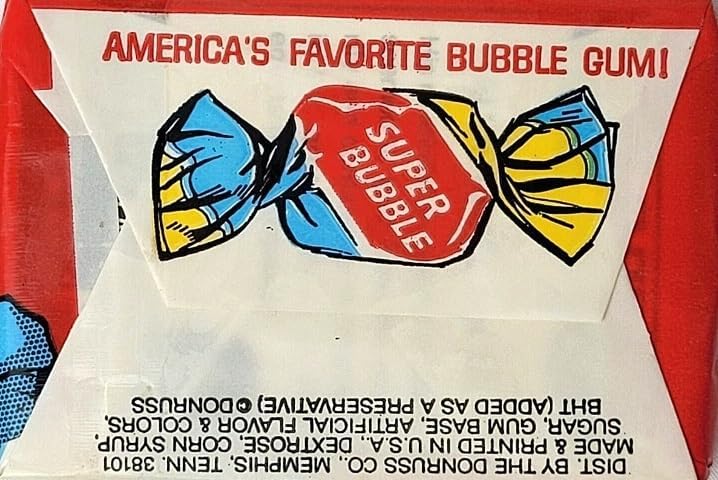 AMERICA'S FAVORITE BUBBLE GUM!
SUPER
BUBBLE
DIST. BY THE DONRUSS CO., MEMPHIS, TENN. 38101
MADE & PRINTED IN U.S.A., DEXTROSE, CORN SYRUP,
SUGAR, GUM BASE, ARTIFICIAL FLAVOR & COLORS,
BHT (ADDED AS A PRESERVATIVE) © DONRUSS